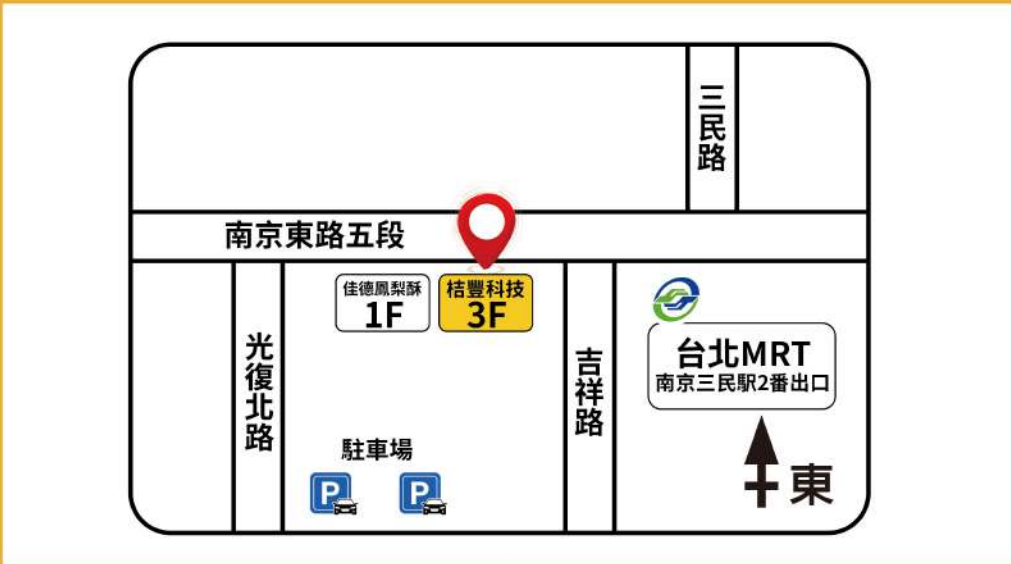 三民路
南京東路五段
佳德鳳梨酥
1F
桔豐科技
3F
光復北路
吉祥路
台北MRT
南京三民駅2番出口
駐車場
P
P
東